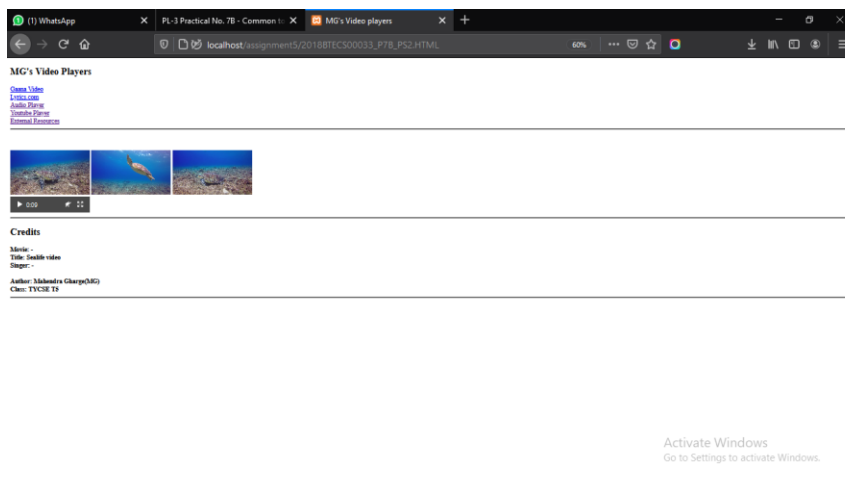 (1) WhatsApp
PL-3 Practical No. 7B - Common to
MG's Video players
localhost/assignment5/2018BTECS00033_P7B_PS2.HTML
60%
MG's Video Players
Gaana Video
Lyrics.com
Audio Player
Youtube Player
External Resources
0:09
Credits
Movie: -
Title: Sealife video
Singer: -
Author: Mahendra Gharge(MG)
Class: TYCSE T5
Activate Windows
Go to Settings to activate Windows.